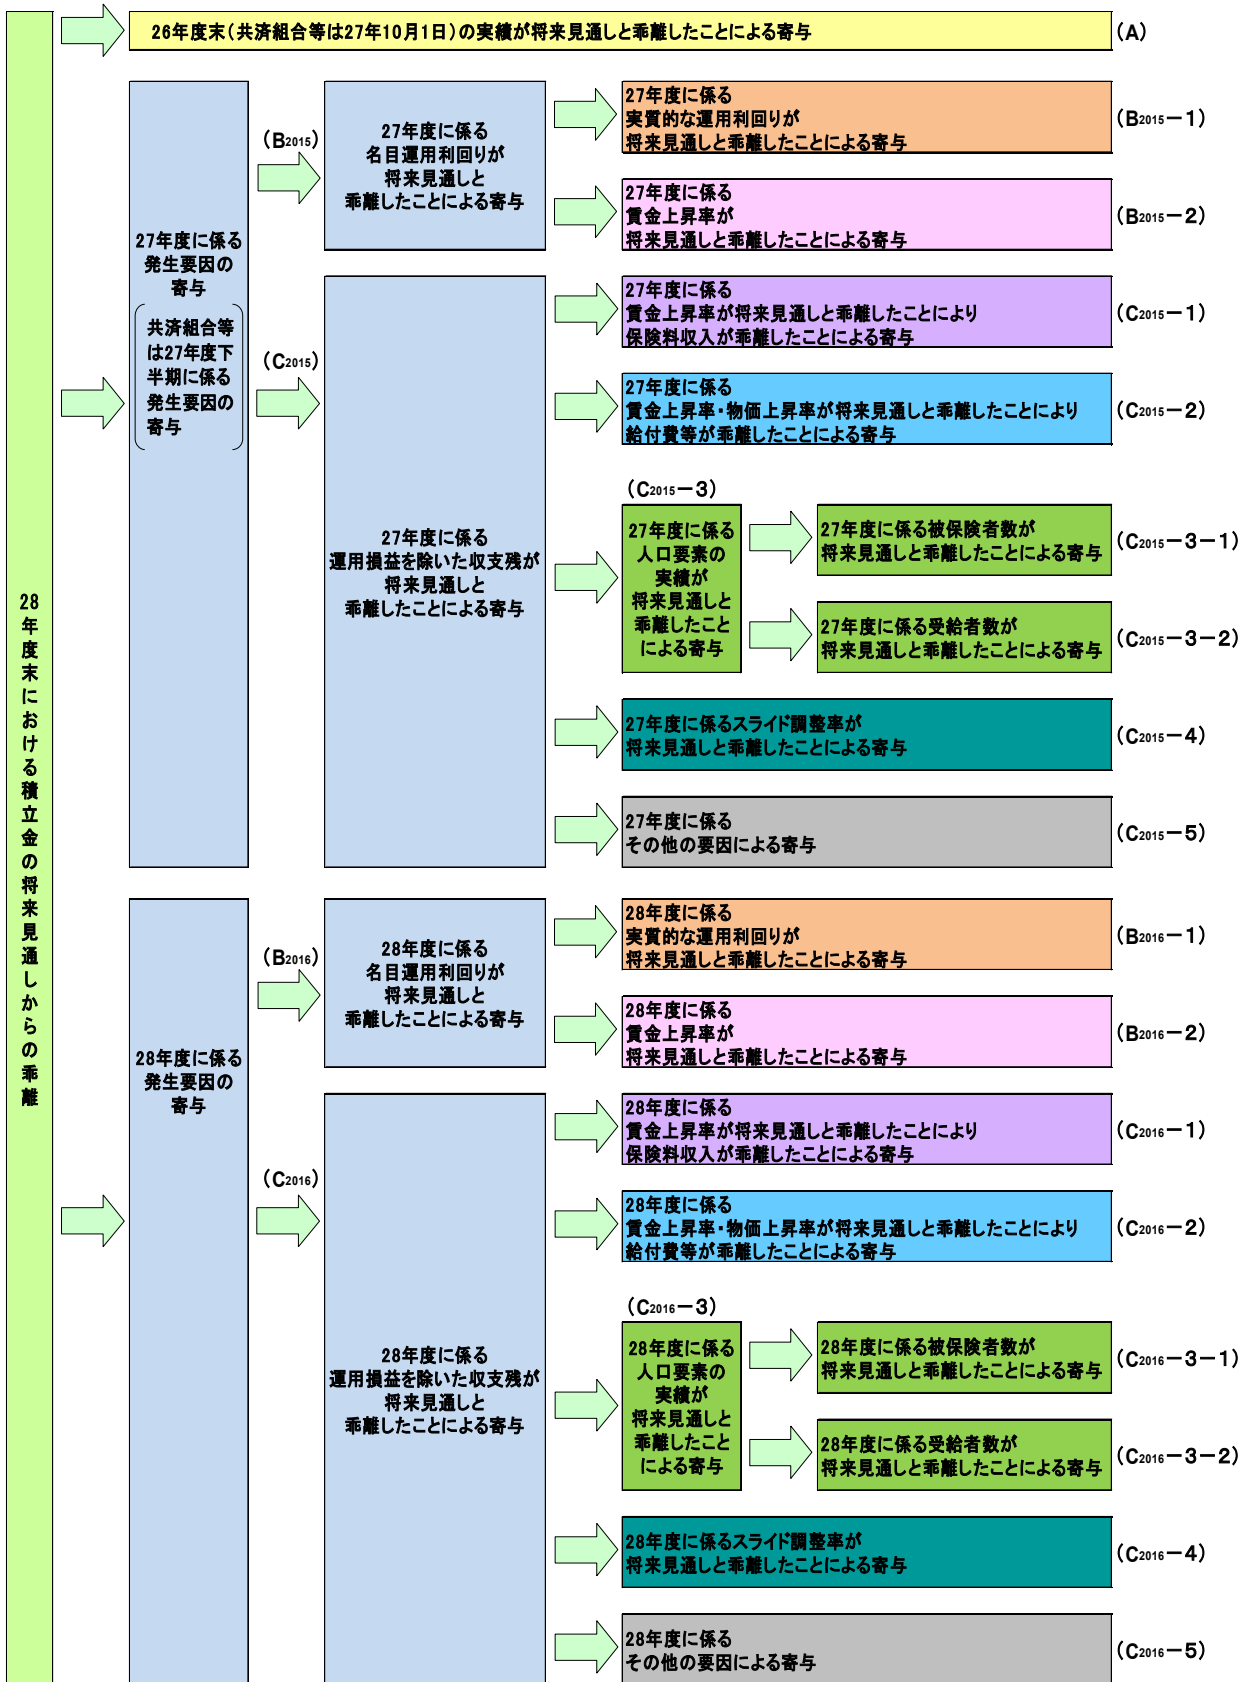 28年度末における積立金の将来見通しからの乖離
26年度末（共済組合等は27年10月1日）の実績が将来見通しと乖離したことによる寄与
（A）
27年度に係る
発生要因の
寄与
共済組合等
は27年度下
半期に係る
発生要因の
寄与
（B2015）
27年度に係る
名目運用利回りが
将来見通しと
乖離したことによる寄与
27年度に係る
実質的な運用利回りが
将来見通しと乖離したことによる寄与
（B2015－1）
27年度に係る
賃金上昇率が
将来見通しと乖離したことによる寄与
（B2015－2）
（C2015）
27年度に係る
運用損益を除いた収支残が
将来見通しと
乖離したことによる寄与
27年度に係る
賃金上昇率が将来見通しと乖離したことにより
保険料収入が乖離したことによる寄与
（C2015－1）
27年度に係る
賃金上昇率・物価上昇率が将来見通しと乖離したことにより
給付費等が乖離したことによる寄与
（C2015－2）
（C2015－3）
27年度に係る
人口要素の
実績が
将来見通しと
乖離したこと
による寄与
27年度に係る被保険者数が
将来見通しと乖離したことによる寄与
（C2015－3－1）
27年度に係る受給者数が
将来見通しと乖離したことによる寄与
（C2015－3－2）
27年度に係るスライド調整率が
将来見通しと乖離したことによる寄与
（C2015－4）
27年度に係る
その他の要因による寄与
（C2015－5）
28年度に係る
発生要因の
寄与
（B2016）
28年度に係る
名目運用利回りが
将来見通しと
乖離したことによる寄与
28年度に係る
実質的な運用利回りが
将来見通しと乖離したことによる寄与
（B2016－1）
28年度に係る
賃金上昇率が
将来見通しと乖離したことによる寄与
（B2016－2）
（C2016）
28年度に係る
運用損益を除いた収支残が
将来見通しと
乖離したことによる寄与
28年度に係る
賃金上昇率が将来見通しと乖離したことにより
保険料収入が乖離したことによる寄与
（C2016－1）
28年度に係る
賃金上昇率・物価上昇率が将来見通しと乖離したことにより
給付費等が乖離したことによる寄与
（C2016－2）
（C2016－3）
28年度に係る
人口要素の
実績が
将来見通しと
乖離したこと
による寄与
28年度に係る被保険者数が
将来見通しと乖離したことによる寄与
（C2016－3－1）
28年度に係る受給者数が
将来見通しと乖離したことによる寄与
（C2016－3－2）
28年度に係るスライド調整率が
将来見通しと乖離したことによる寄与
（C2016－4）
28年度に係る
その他の要因による寄与
（C2016－5）